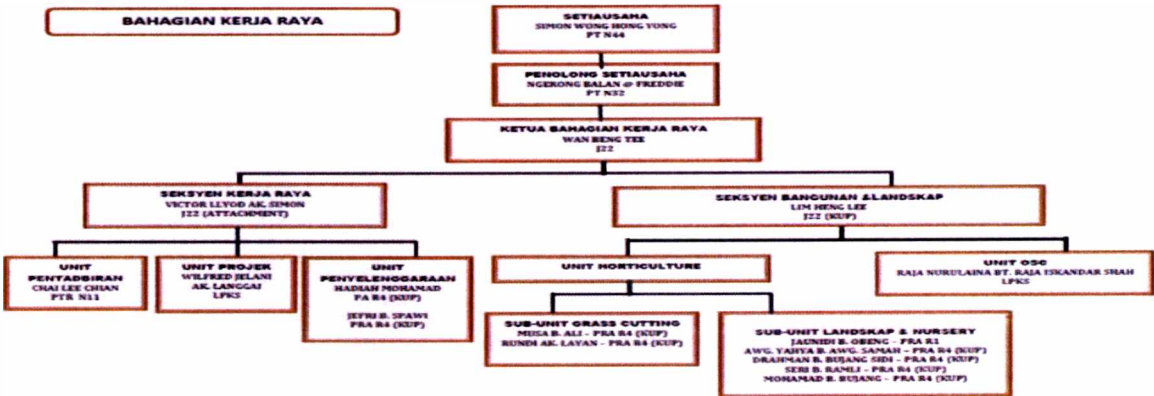 BAHAGIAN KERJA RAYA
SETIAUSAHA
SIMON WONG HONG YONG
PT N44
PENOLONG SETIAUSAHA
NGERONG BALAN @ FREDDIE
PT N32
KETUA BAHAGIAN KERJA RAYA
WAN BENG TEE
J22
SEKSYEN KERJA RAYA
VICTOR LLYOD AK. SIMON
J22 (ATTACHMENT)
SEKSYEN BANGUNAN &LANDSKAP
LIM HENG LEE
J22 (KUP)
UNIT
PENTADBIRAN
CHAI LEE CHIAN
PTR N11
UNIT PROJEK
WILFRED JELANI
AK. LANGGAI
LPKS
UNIT
PENYELENGGARAAN
HADIAH MOHAMAD
PA R4 (KUP)
JEFRI B. SPAWI
PRA R4 (KUP)
UNIT HORTICULTURE
UNIT OSC
RAJA NURULAINA BT. RAJA ISKANDAR SHAH
LPKS
SUB-UNIT GRASS CUTTING
MUSA B. ALI – PRA R4 (KUP)
RUNDI AK. LAYAN – PRA R4 (KUP)
SUB-UNIT LANDSKAP & NURSERY
JAUNIDI B. OBENG – PRA R1
AWG. YAHYA B. AWG. SAMAH – PRA R4 (KUP)
DRAHMAN B. BUJANG SIDI – PRA R4 (KUP)
SERI B. RAMLI – PRA R4 (KUP)
MOHAMAD B. BUJANG – PRA R4 (KUP)